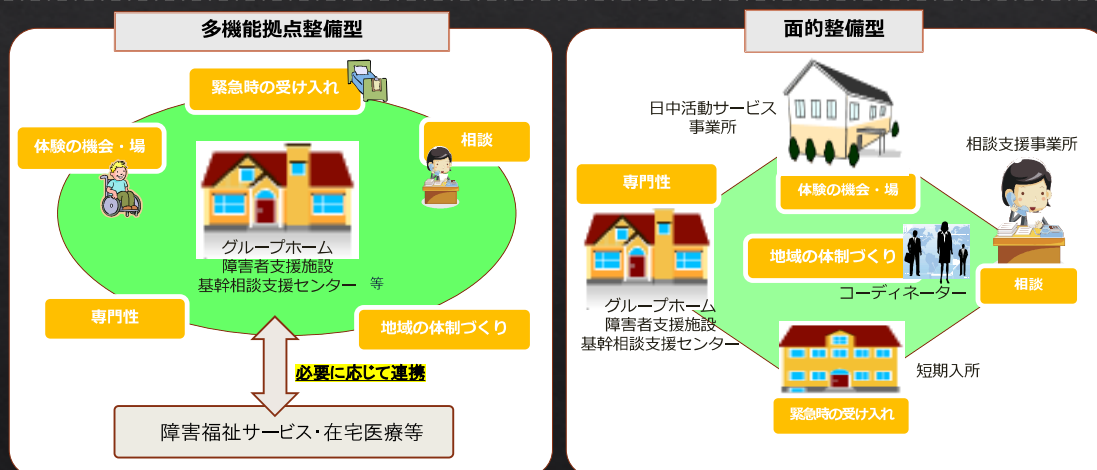 多機能拠点整備型
緊急時の受け入れ
体験の機会・場
相談
グループホーム
障害者支援施設
基幹相談支援センター 等
専門性
地域の体制づくり
必要に応じて連携
障害福祉サービス・在宅医療等
面的整備型
日中活動サービス
事業所
相談支援事業所
専門性
体験の機会・場
地域の体制づくり
コーディネーター
相談
グループホーム
障害者支援施設
基幹相談支援センター
短期入所
緊急時の受け入れ